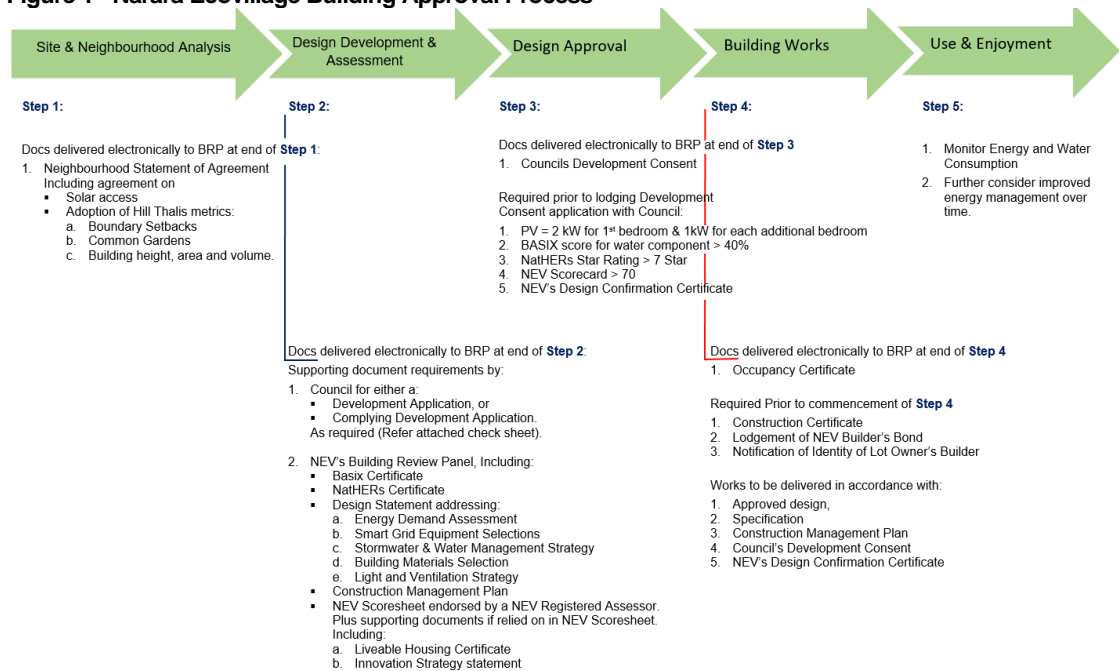 Figure 1 - Narara Ecovillage Building Approval Process
Site & Neighbourhood Analysis
Design Development &
Assessment
Design Approval
Building Works
Use & Enjoyment
Step 1:
Docs delivered electronically to BRP at end of Step 1:
1. Neighbourhood Statement of Agreement
Including agreement on
▪ Solar access
▪ Adoption of Hill Thalis metrics:
a. Boundary Setbacks
b. Common Gardens
c. Building height, area and volume.
Step 2:
Docs delivered electronically to BRP at end of Step 2:
Supporting document requirements by:
1. Council for either a:
▪ Development Application, or
▪ Complying Development Application.
As required (Refer attached check sheet).
2. NEV's Building Review Panel, Including:
▪ Basix Certificate
▪ NatHERs Certificate
▪ Design Statement addressing:
a. Energy Demand Assessment
b. Smart Grid Equipment Selections
c. Stormwater & Water Management Strategy
d. Building Materials Selection
e. Light and Ventilation Strategy
▪ Construction Management Plan
▪ NEV Scoresheet endorsed by a NEV Registered Assessor.
Plus supporting documents if relied on in NEV Scoresheet.
Including:
a. Liveable Housing Certificate
b. Innovation Strategy statement
Step 3:
Docs delivered electronically to BRP at end of Step 3
1. Councils Development Consent
Required prior to lodging Development
Consent application with Council:
1. PV = 2 kW for 1st bedroom & 1kW for each additional bedroom
2. BASIX score for water component > 40%
3. NatHERs Star Rating > 7 Star
4. NEV Scorecard > 70
5. NEV's Design Confirmation Certificate
Step 4:
Docs delivered electronically to BRP at end of Step 4
1. Occupancy Certificate
Required Prior to commencement of Step 4
1. Construction Certificate
2. Lodgement of NEV Builder's Bond
3. Notification of Identity of Lot Owner's Builder
Works to be delivered in accordance with:
1. Approved design,
2. Specification
3. Construction Management Plan
4. Council's Development Consent
5. NEV's Design Confirmation Certificate
Step 5:
1. Monitor Energy and Water
Consumption
2. Further consider improved
energy management over
time.